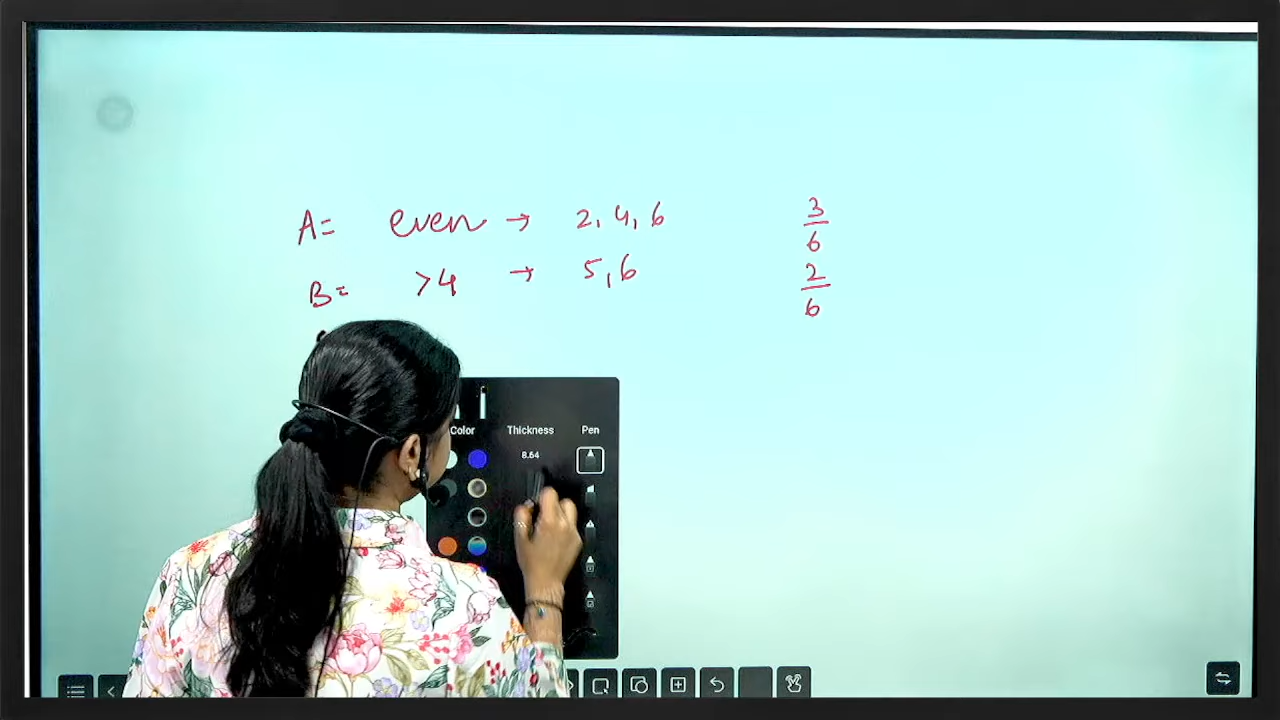 A = even → 2, 4, 6 3/6
B = >4 → 5, 6 2/6
Color Thickness Pen
8.64